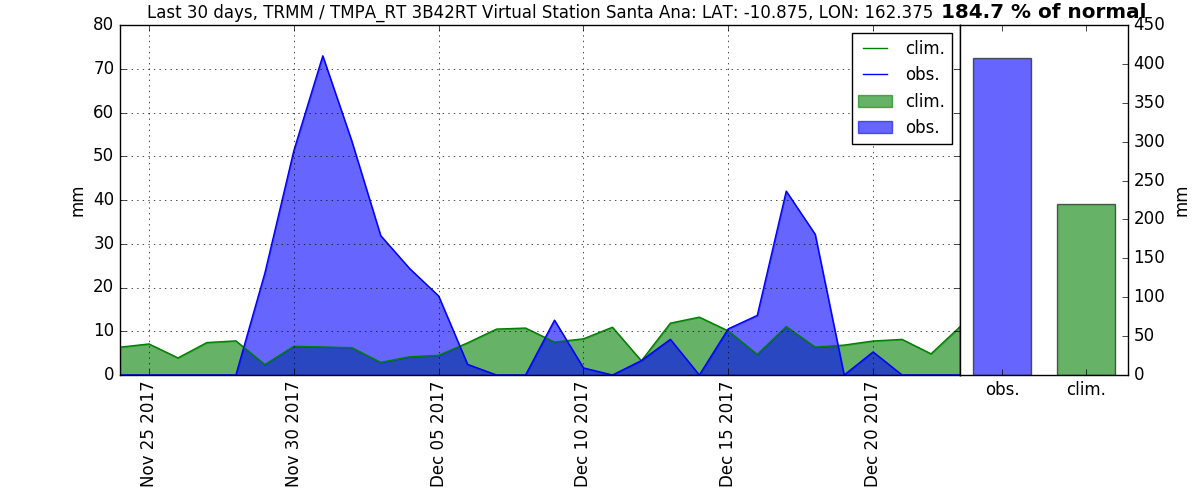 Last 30 days, TRMM / TMPA_RT 3B42RT Virtual Station Santa Ana: LAT: -10.875, LON: 162.375 184.7 % of normal
80
70
60
50
40
30
20
10
0
mm
clim.
obs.
clim.
obs.
450
400
350
300
250
200
150
100
50
0
mm
Nov 25 2017
Nov 30 2017
Dec 05 2017
Dec 10 2017
Dec 15 2017
Dec 20 2017
obs.
clim.